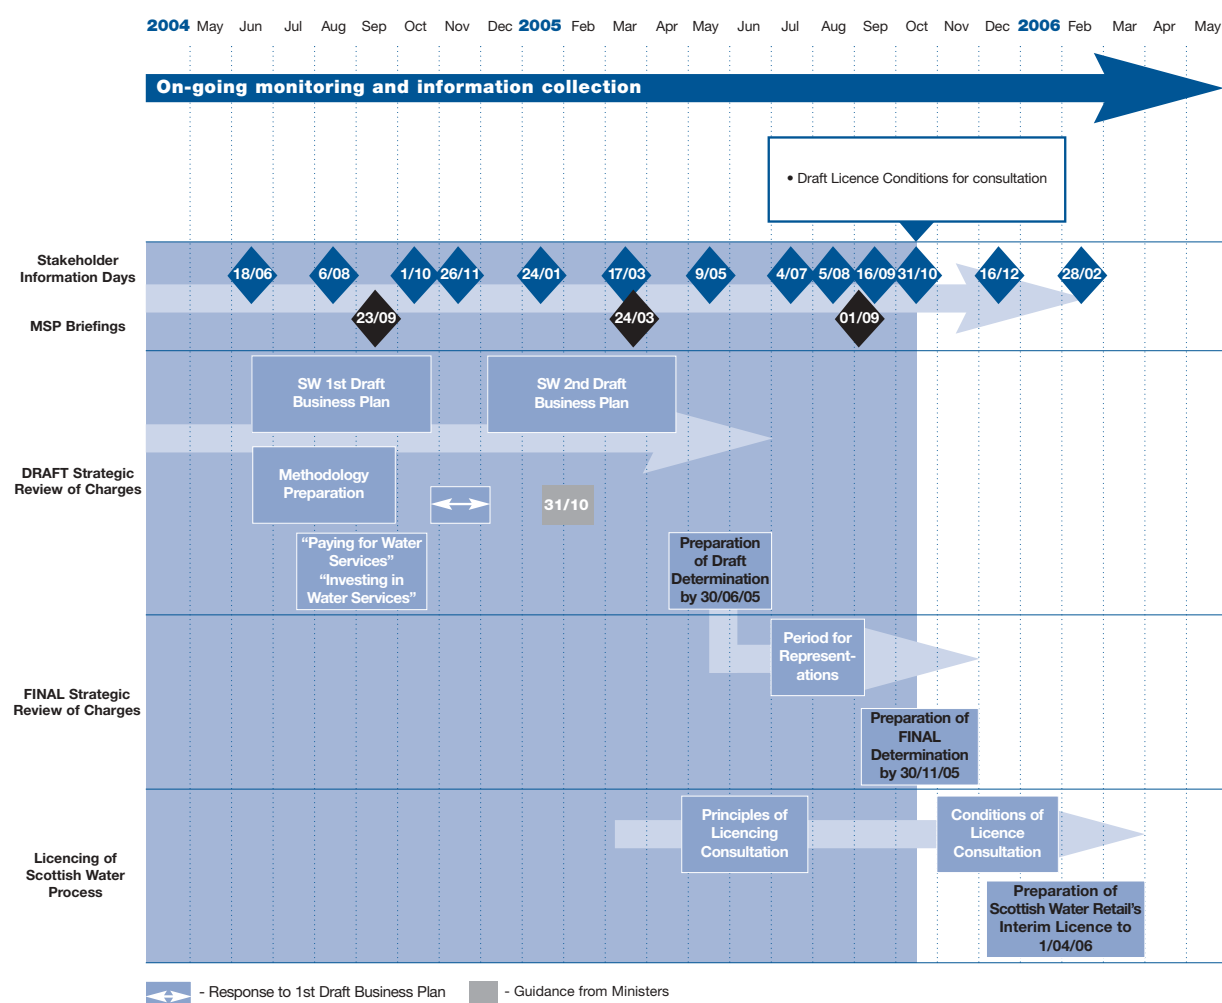 2004 May Jun Jul Aug Sep Oct Nov Dec 2005 Feb Mar Apr May Jun Jul Aug Sep Oct Nov Dec 2006 Feb Mar Apr May
On-going monitoring and information collection
• Draft Licence Conditions for consultation
Stakeholder
Information Days
18/06 6/08 1/10 26/11 24/01 17/03 9/05 4/07 5/08 16/09 31/10 16/12 28/02
MSP Briefings
23/09 24/03 01/09
DRAFT Strategic
Review of Charges
SW 1st Draft
Business Plan
SW 2nd Draft
Business Plan
Methodology
Preparation
31/10
“Paying for Water
Services”
“Investing in
Water Services”
Preparation
of Draft
Determination
by 30/06/05
FINAL Strategic
Review of Charges
Period for
Represent-
ations
Preparation of
FINAL
Determination
by 30/11/05
Licencing of
Scottish Water
Process
Principles of
Licencing
Consultation
Conditions of
Licence
Consultation
Preparation of
Scottish Water Retail’s
Interim Licence to
1/04/06
- Response to 1st Draft Business Plan
- Guidance from Ministers